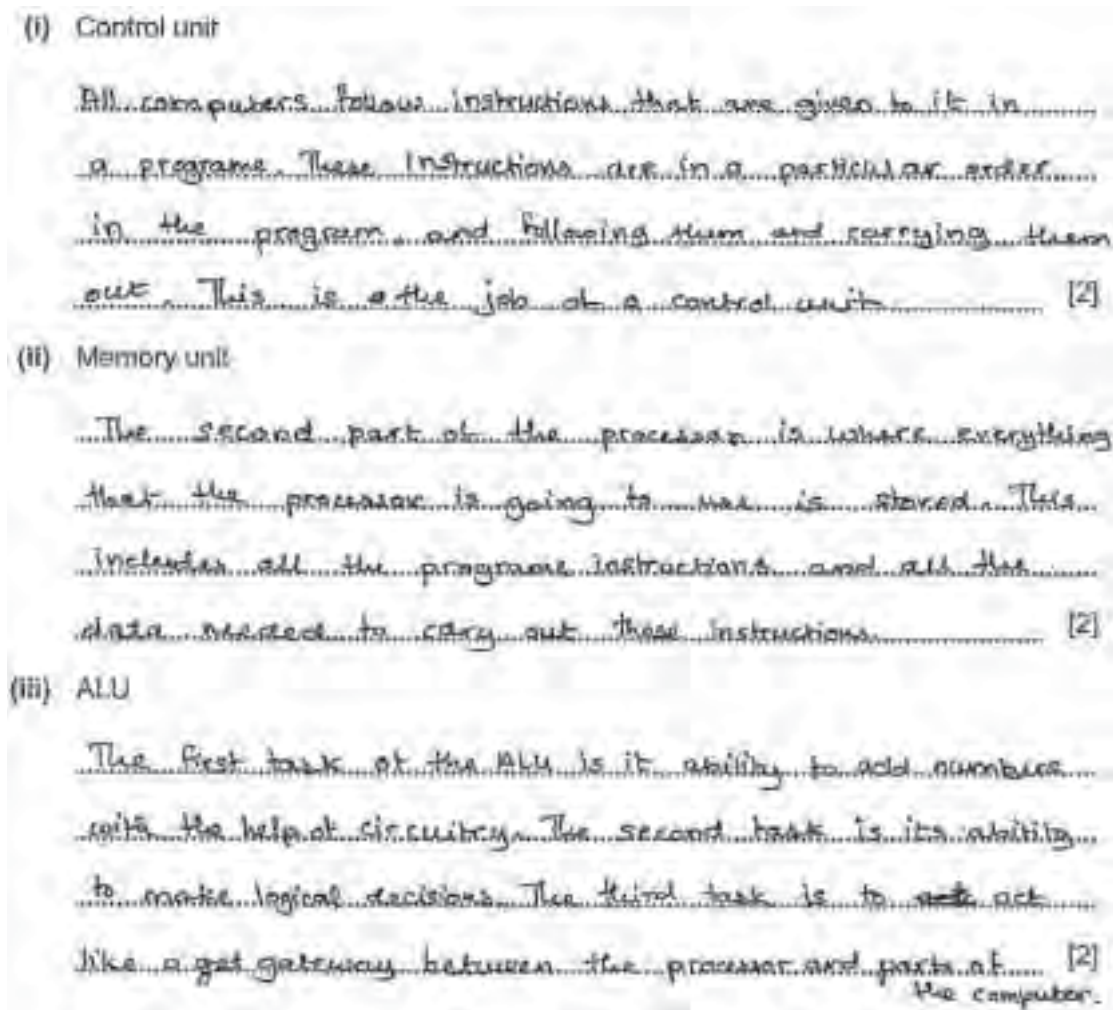 (i) Control unit
All computers follow instructions that are given to it in
a programe. These Instructions are in a particular order
in the program, and following them and carrying them
out. This is the job of a control unit [2]
(ii) Memory unit
The second part of the processor is where everything
that the processor is going to use is stored. This
includes all the programe instructions and all the
data needed to cary out these instructions. [2]
(iii) ALU
The first task of the ALU is it ability to add numbers
with the help of circuitry. The second task is its ability
to make logical decisions. The third task is to act
like a gateway between the processor and parts of [2]
the computer.